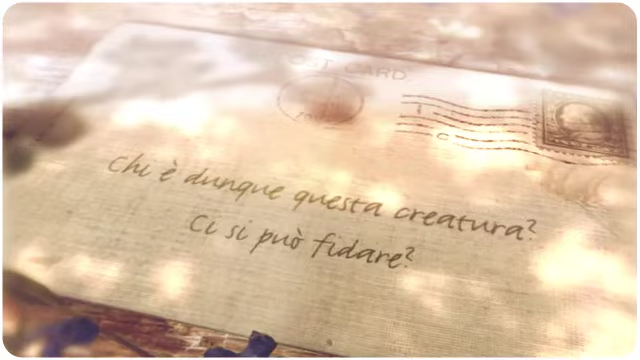 POST CARD
Chi è dunque questa creatura?
Ci si può fidare?